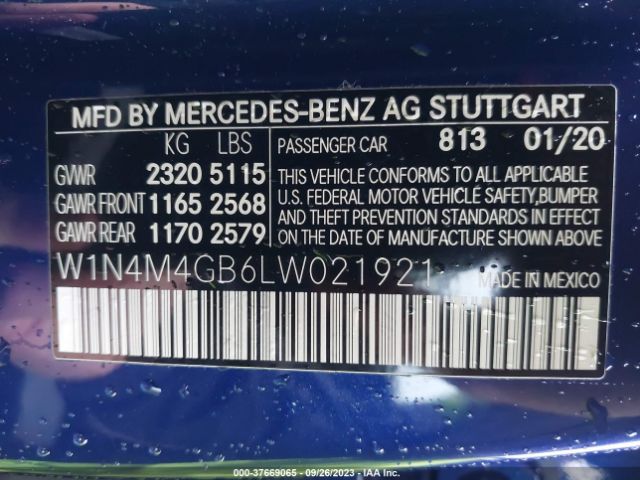 MFD BY MERCEDES-BENZ AG STUTTGART
KG LBS
GVWR 2320 5115
GAWR FRONT 1165 2568
GAWR REAR 1170 2579
PASSENGER CAR 813 01/20
THIS VEHICLE CONFORMS TO ALL APPLICABLE
U.S. FEDERAL MOTOR VEHICLE SAFETY,BUMPER
AND THEFT PREVENTION STANDARDS IN EFFECT
ON THE DATE OF MANUFACTURE SHOWN ABOVE.
W1N4M4GB6LW021921
MADE IN MEXICO
000-37669065 - 09/26/2023 - © IAA Inc.